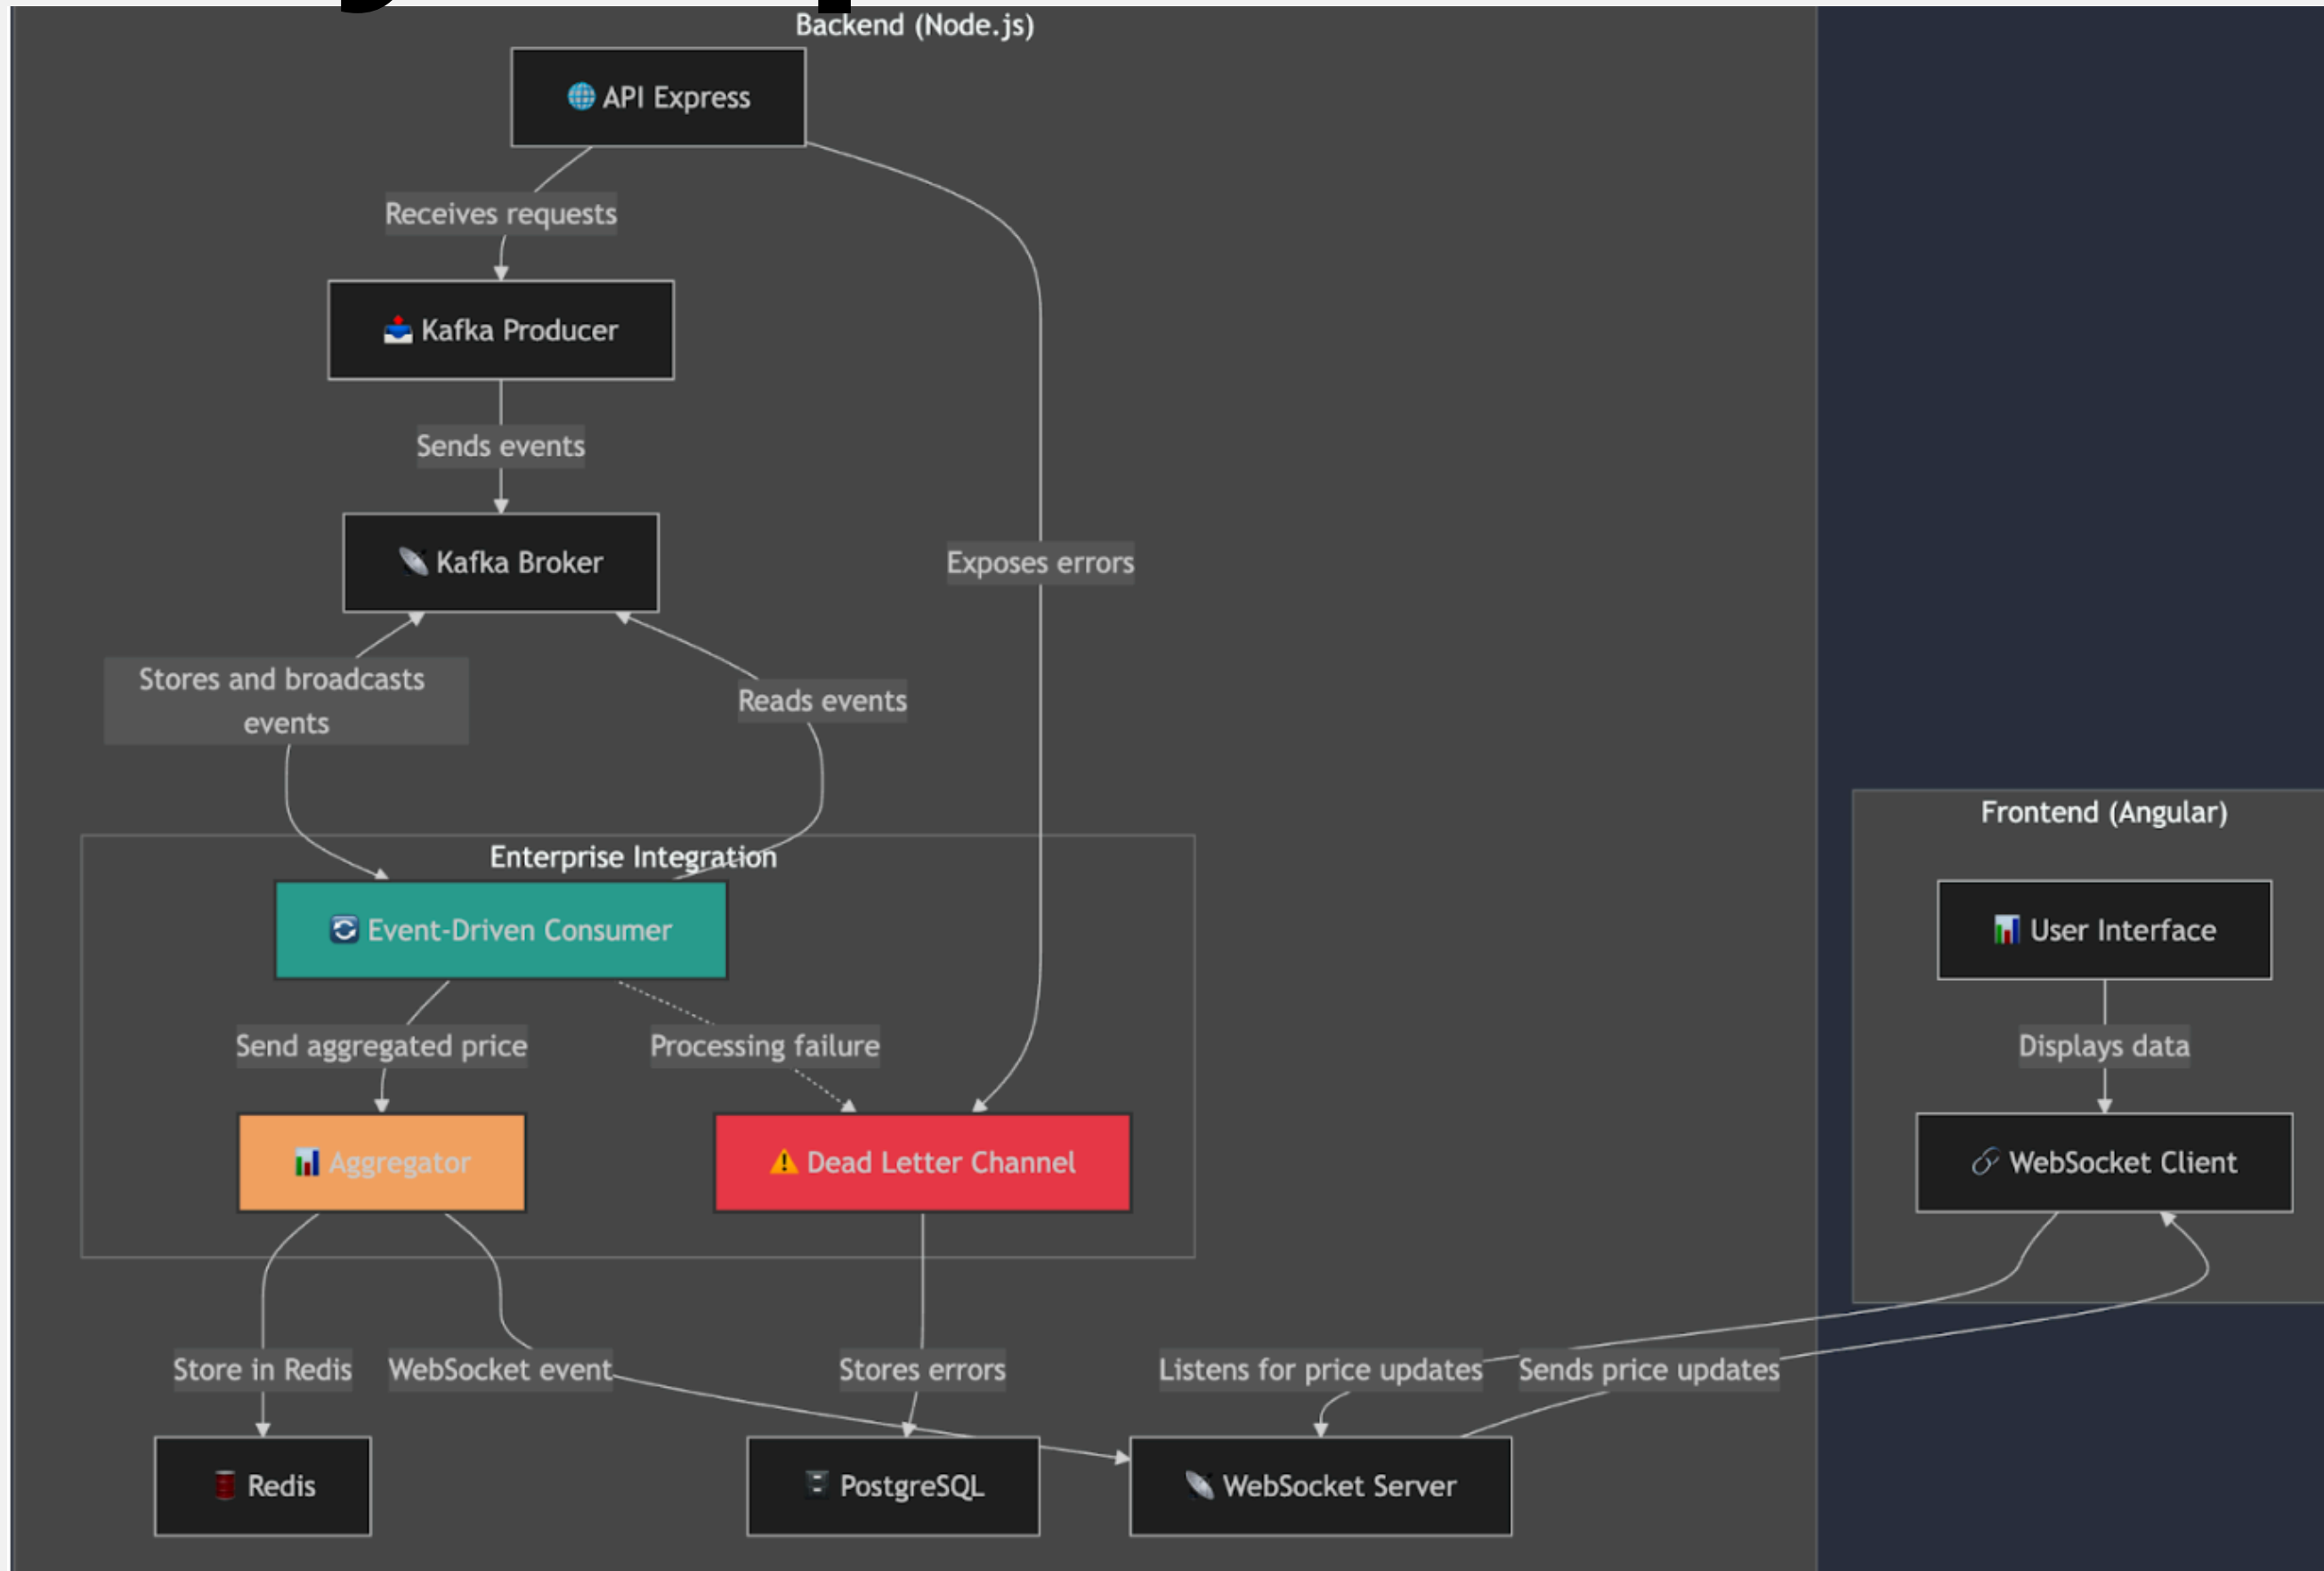 Backend (Node.js)
API Express
Receives requests
Kafka Producer
Sends events
Kafka Broker
Exposes errors
Stores and broadcasts
events
Reads events
Frontend (Angular)
Enterprise Integration
Event-Driven Consumer
User Interface
Send aggregated price
Processing failure
Displays data
Aggregator
Dead Letter Channel
WebSocket Client
Store in Redis
WebSocket event
Stores errors
Listens for price updates
Sends price updates
Redis
PostgreSQL
WebSocket Server